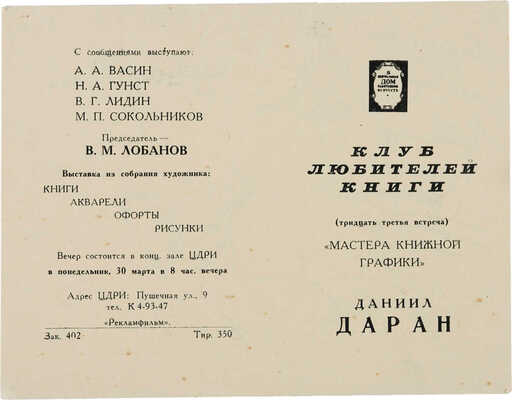 С сообщениями выступают:
А. А. ВАСИН
Н. А. ГУНСТ
В. Г. ЛИДИН
М. П. СОКОЛЬНИКОВ
Председатель —
В. М. ЛОБАНОВ
Выставка из собрания художника:
КНИГИ
АКВАРЕЛИ
ОФОРТЫ
РИСУНКИ
Вечер состоится в конц. зале ЦДРИ
в понедельник, 30 марта в 8 час. вечера
Адрес ЦДРИ: Пушечная ул., 9
тел. К 4-93-47
«Рекламфильм».
Зак. 402 Тир. 350
ДОМ
КЛУБ
ЛЮБИТЕЛЕЙ
КНИГИ
(тридцать третья встреча)
«МАСТЕРА КНИЖНОЙ
ГРАФИКИ»
ДАНИИЛ
ДАРАН